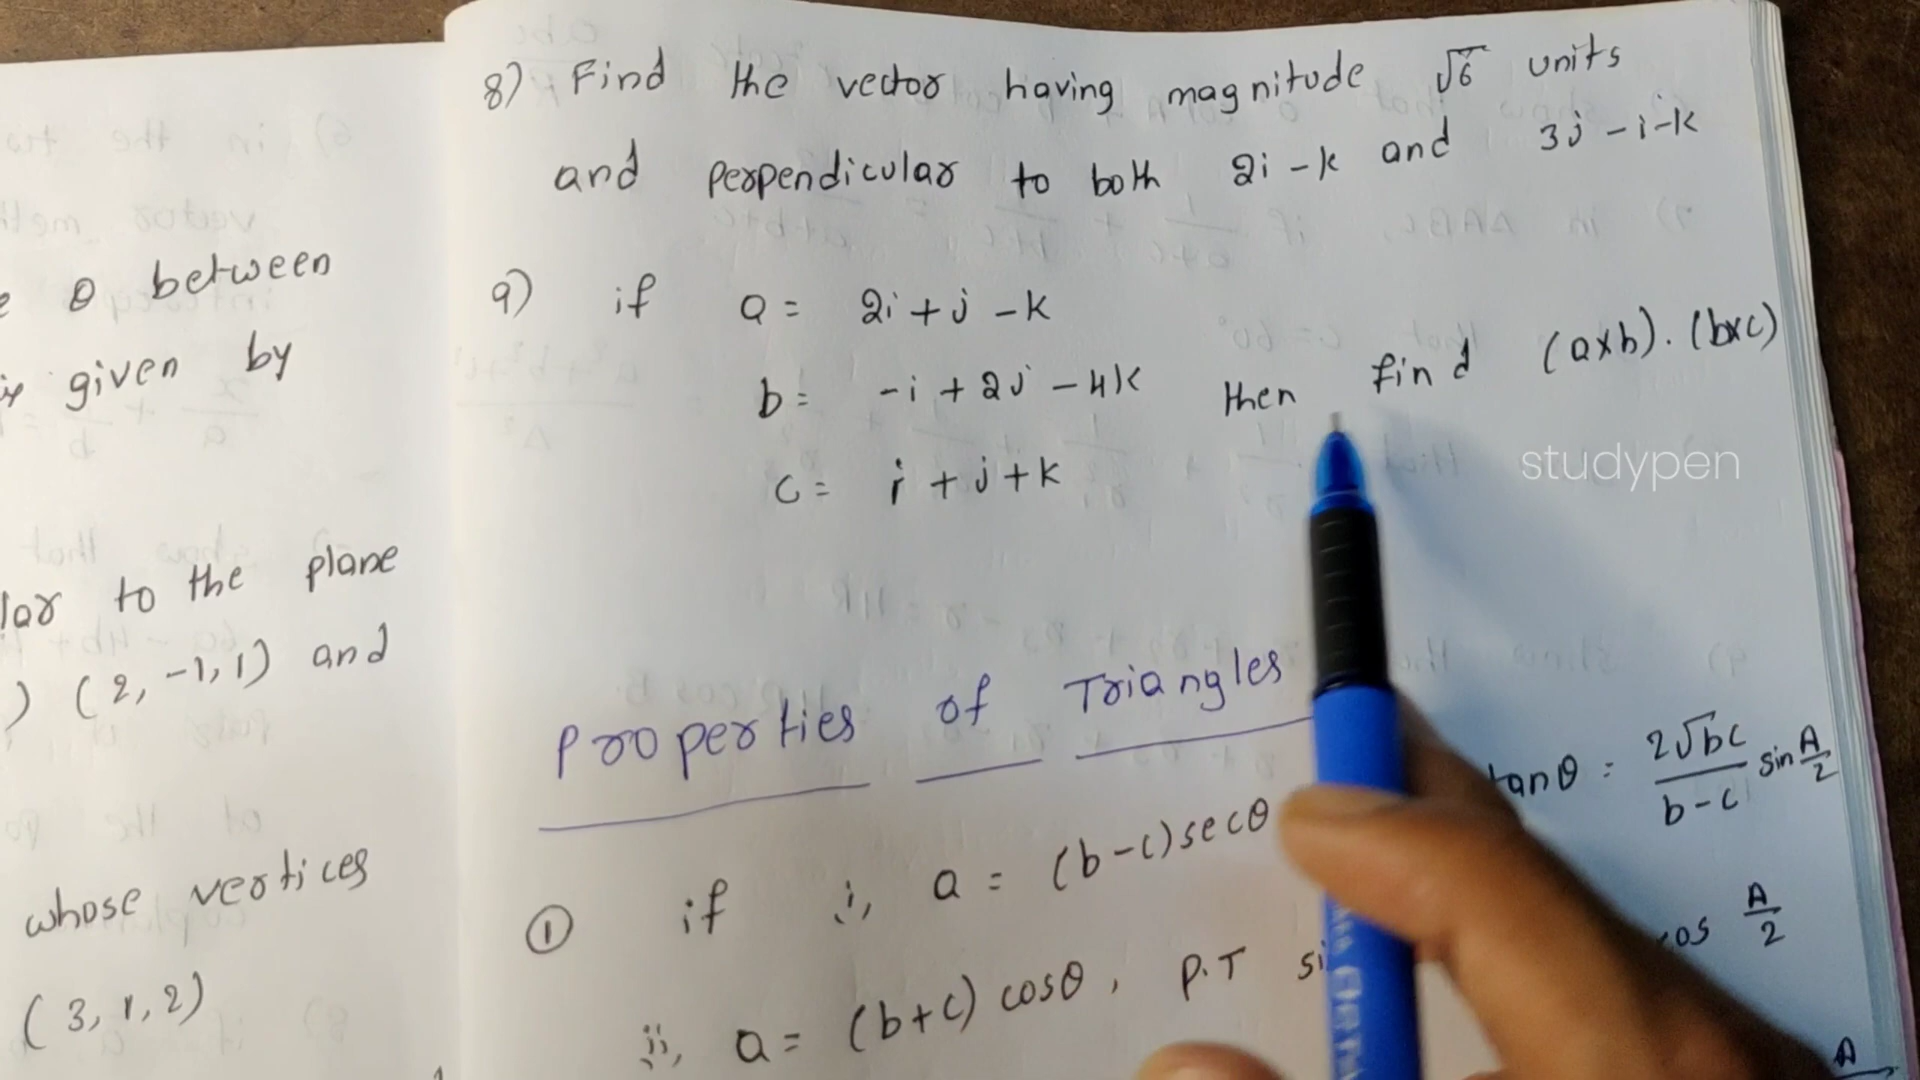 θ between
given by
to the plane
) (2, -1, 1) and
whose vertices
(3, 1, 2)
8) Find the vector having magnitude √6 units
and perpendicular to both 2i - k and 3j - i - k
9) if a = 2i + j - k
b = -i + 2j - 4k then find (a×b).(b×c)
c = i + j + k
studypen
Properties of Triangles
① if i, a = (b-c) secθ tanθ = 2√bc/b-c sin A/2
ii, a = (b+c) cosθ, P.T cos A/2
A